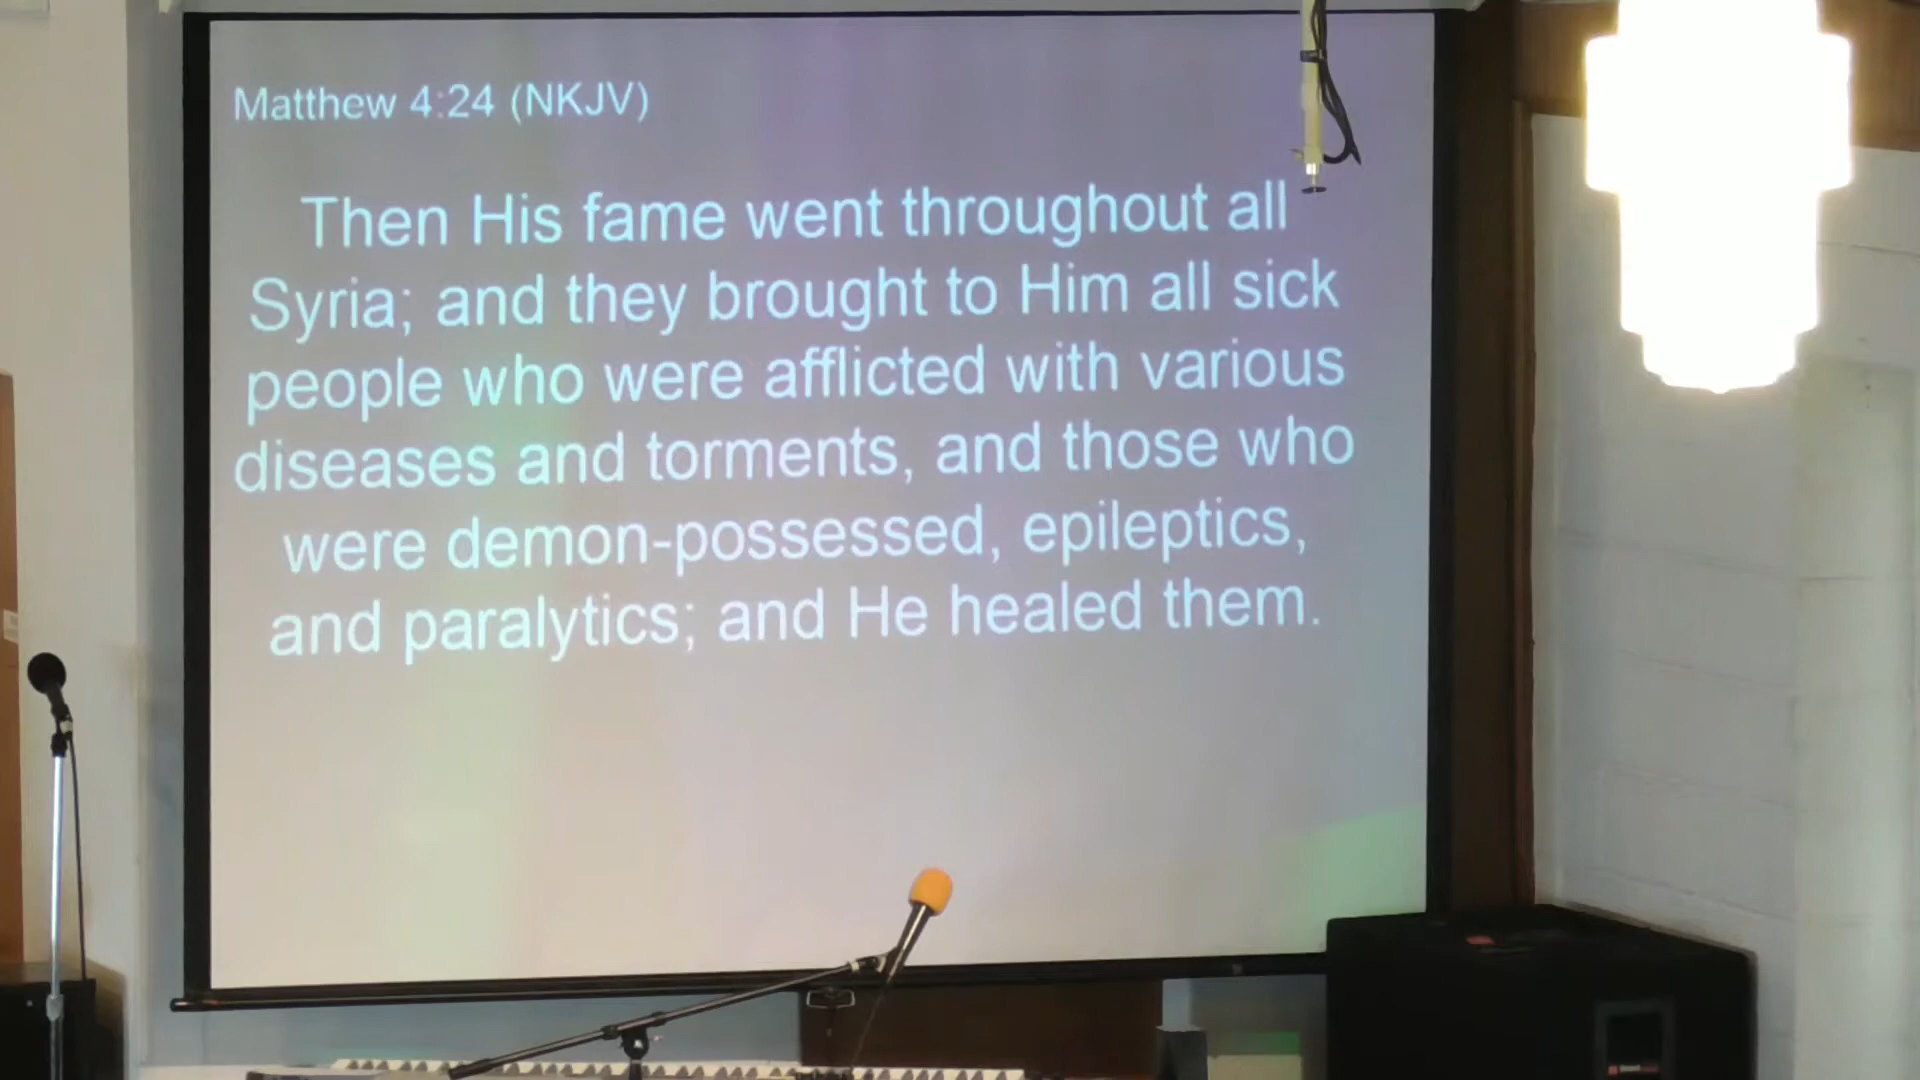 Matthew 4:24 (NKJV)
Then His fame went throughout all
Syria; and they brought to Him all sick
people who were afflicted with various
diseases and torments, and those who
were demon-possessed, epileptics,
and paralytics; and He healed them.